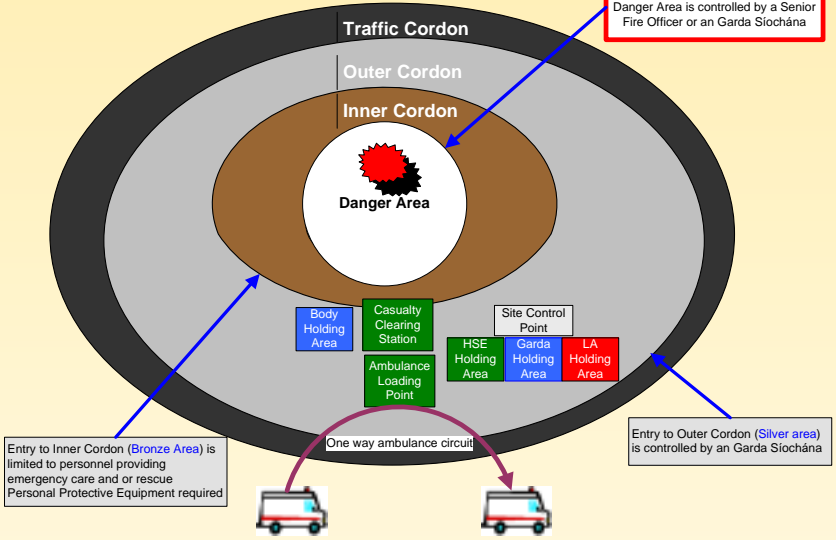 Danger Area is controlled by a Senior
Fire Officer or an Garda Síochána
Traffic Cordon
Outer Cordon
Inner Cordon
Danger Area
Body
Holding
Area
Casualty
Clearing
Station
Ambulance
Loading
Point
Site Control
Point
HSE
Holding
Area
Garda
Holding
Area
LA
Holding
Area
One way ambulance circuit
Entry to Inner Cordon (Bronze Area) is
limited to personnel providing
emergency care and or rescue
Personal Protective Equipment required
Entry to Outer Cordon (Silver area)
is controlled by an Garda Síochána